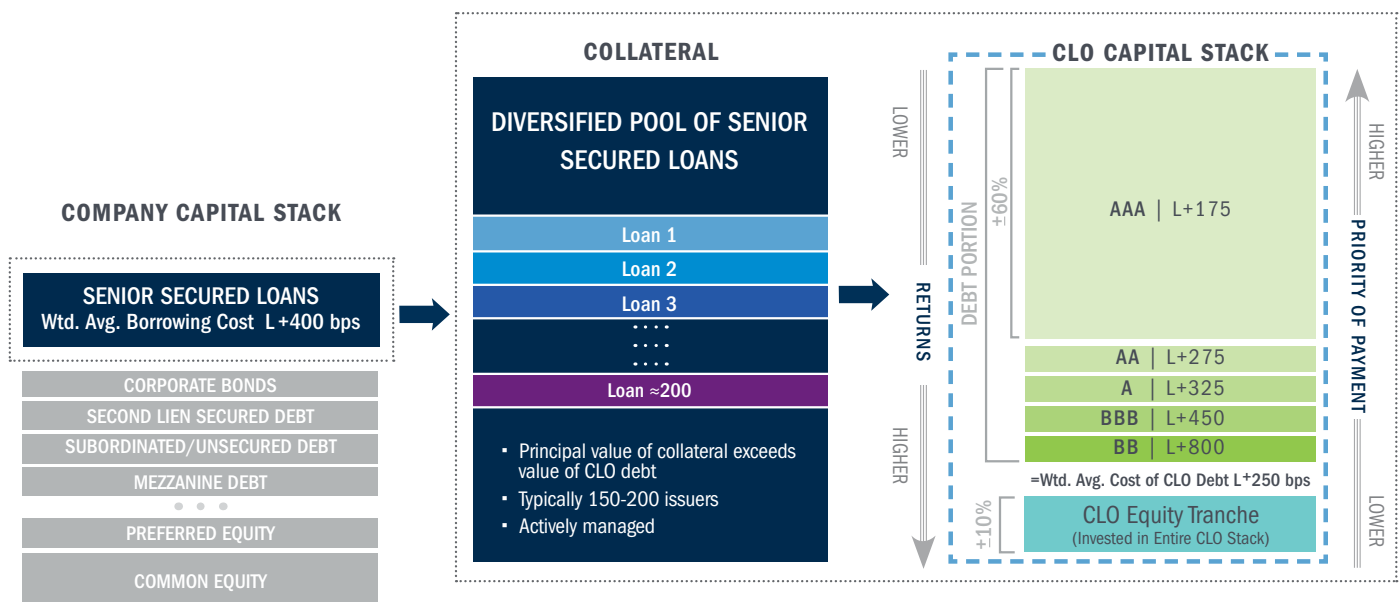 COMPANY CAPITAL STACK
SENIOR SECURED LOANS
Wtd. Avg. Borrowing Cost L+400 bps
CORPORATE BONDS
SECOND LIEN SECURED DEBT
SUBORDINATED/UNSECURED DEBT
MEZZANINE DEBT
PREFERRED EQUITY
COMMON EQUITY
COLLATERAL
DIVERSIFIED POOL OF SENIOR
SECURED LOANS
Loan 1
Loan 2
Loan 3
....
....
....
Loan ≈200
▪ Principal value of collateral exceeds
value of CLO debt
▪ Typically 150-200 issuers
▪ Actively managed
LOWER
RETURNS
HIGHER
CLO CAPITAL STACK
DEBT PORTION
±60%
AAA | L+175
AA | L+275
A | L+325
BBB | L+450
BB | L+800
=Wtd. Avg. Cost of CLO Debt L+250 bps
±10%
CLO Equity Tranche
(Invested in Entire CLO Stack)
HIGHER
PRIORITY OF PAYMENT
LOWER